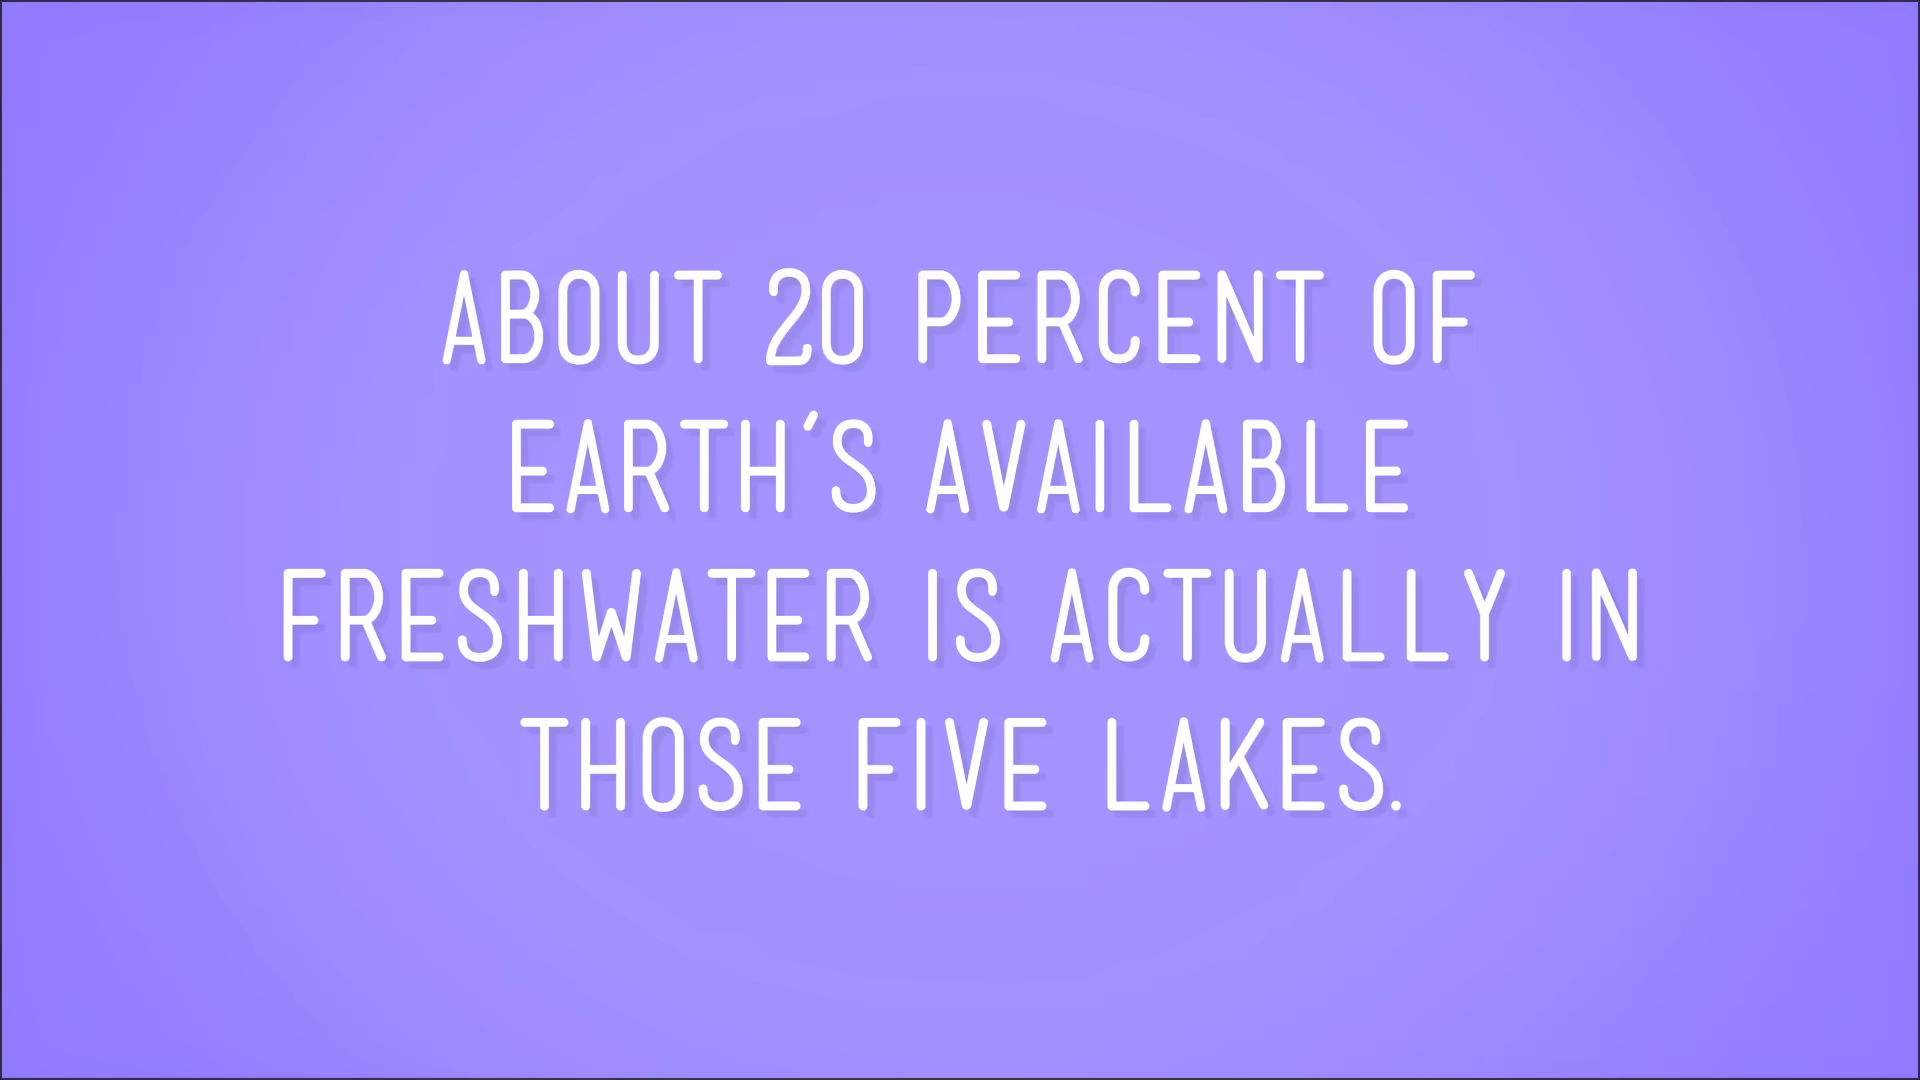 ABOUT 20 PERCENT OF
EARTH'S AVAILABLE
FRESHWATER IS ACTUALLY IN
THOSE FIVE LAKES.